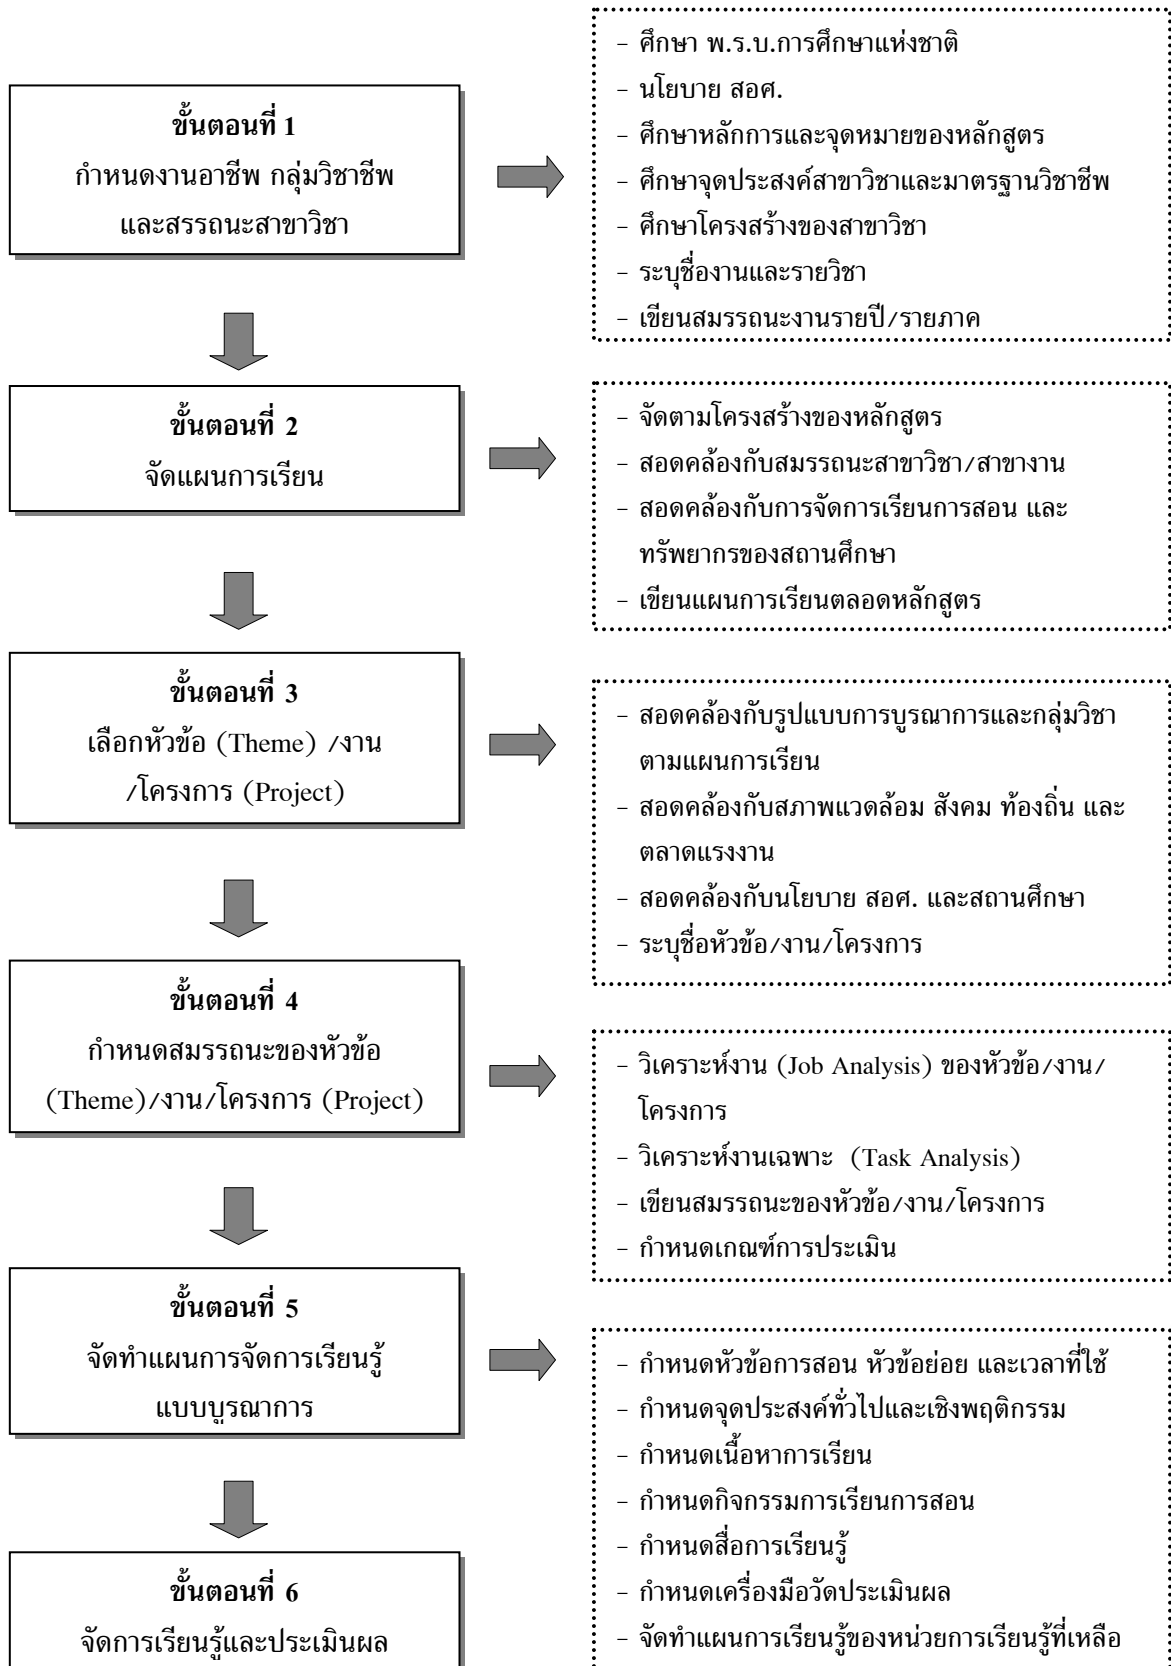 ขั้นตอนที่ 1
กำหนดงานอาชีพ กลุ่มวิชาชีพ
และสรรถนะสาขาวิชา
- ศึกษา พ.ร.บ.การศึกษาแห่งชาติ
- นโยบาย สอศ.
- ศึกษาหลักการและจุดหมายของหลักสูตร
- ศึกษาจุดประสงค์สาขาวิชาและมาตรฐานวิชาชีพ
- ศึกษาโครงสร้างของสาขาวิชา
- ระบุชื่องานและรายวิชา
- เขียนสมรรถนะงานรายปี/รายภาค
ขั้นตอนที่ 2
จัดแผนการเรียน
- จัดตามโครงสร้างของหลักสูตร
- สอดคล้องกับสมรรถนะสาขาวิชา/สาขางาน
- สอดคล้องกับการจัดการเรียนการสอน และ
ทรัพยากรของสถานศึกษา
- เขียนแผนการเรียนตลอดหลักสูตร
ขั้นตอนที่ 3
เลือกหัวข้อ (Theme) /งาน
/โครงการ (Project)
- สอดคล้องกับรูปแบบการบูรณาการและกลุ่มวิชา
ตามแผนการเรียน
- สอดคล้องกับสภาพแวดล้อม สังคม ท้องถิ่น และ
ตลาดแรงงาน
- สอดคล้องกับนโยบาย สอศ. และสถานศึกษา
- ระบุชื่อหัวข้อ/งาน/โครงการ
ขั้นตอนที่ 4
กำหนดสมรรถนะของหัวข้อ
(Theme)/งาน/โครงการ (Project)
- วิเคราะห์งาน (Job Analysis) ของหัวข้อ/งาน/
โครงการ
- วิเคราะห์งานเฉพาะ (Task Analysis)
- เขียนสมรรถนะของหัวข้อ/งาน/โครงการ
- กำหนดเกณฑ์การประเมิน
ขั้นตอนที่ 5
จัดทำแผนการจัดการเรียนรู้
แบบบูรณาการ
- กำหนดหัวข้อการสอน หัวข้อย่อย และเวลาที่ใช้
- กำหนดจุดประสงค์ทั่วไปและเชิงพฤติกรรม
- กำหนดเนื้อหาการเรียน
- กำหนดกิจกรรมการเรียนการสอน
- กำหนดสื่อการเรียนรู้
- กำหนดเครื่องมือวัดประเมินผล
- จัดทำแผนการเรียนรู้ของหน่วยการเรียนรู้ที่เหลือ
ขั้นตอนที่ 6
จัดการเรียนรู้และประเมินผล